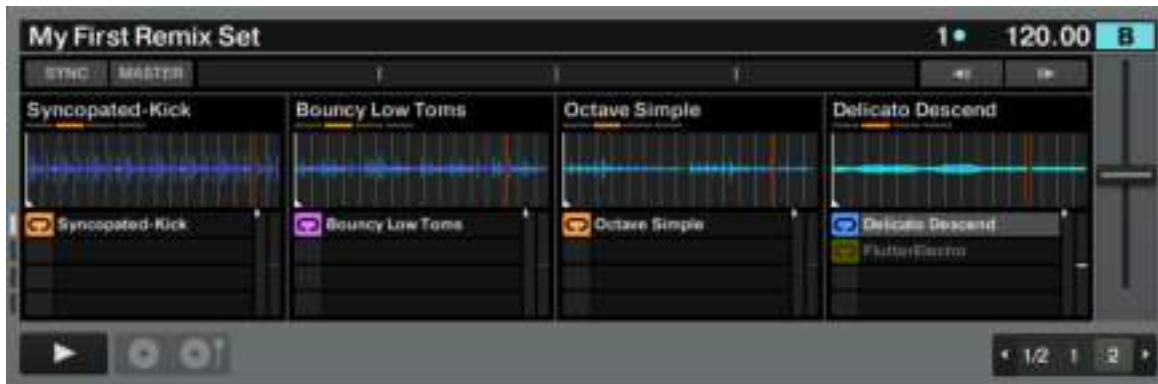 My First Remix Set 1 120.00 B
SYNC MASTER
Syncopated-Kick Bouncy Low Toms Octave Simple Delicato Descend
Syncopated-Kick Bouncy Low Toms Octave Simple Delicato Descend
FlutterElectro
1/2 1 2